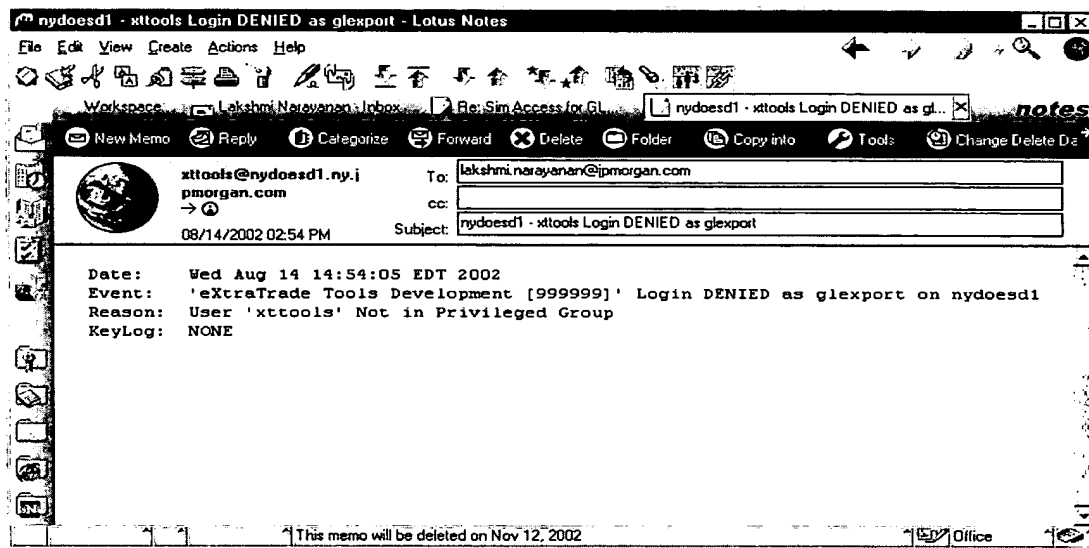 nydoesd1 - xttools Login DENIED as glexport - Lotus Notes
File Edit View Create Actions Help
Workspace Lakshmi Narayanan - Inbox Re: Sim Access for GL... nydoesd1 - xttools Login DENIED as gl... notes
New Memo Reply Categorize Forward Delete Folder Copy into Tools Change Delete Da
xttools@nydoesd1.ny.j
pmorgan.com
08/14/2002 02:54 PM
To: lakshmi.narayanan@jpmorgan.com
cc:
Subject: nydoesd1 - xttools Login DENIED as glexport
Date: Wed Aug 14 14:54:05 EDT 2002
Event: 'eXtraTrade Tools Development [999999]' Login DENIED as glexport on nydoesd1
Reason: User 'xttools' Not in Privileged Group
KeyLog: NONE
This memo will be deleted on Nov 12, 2002 Office